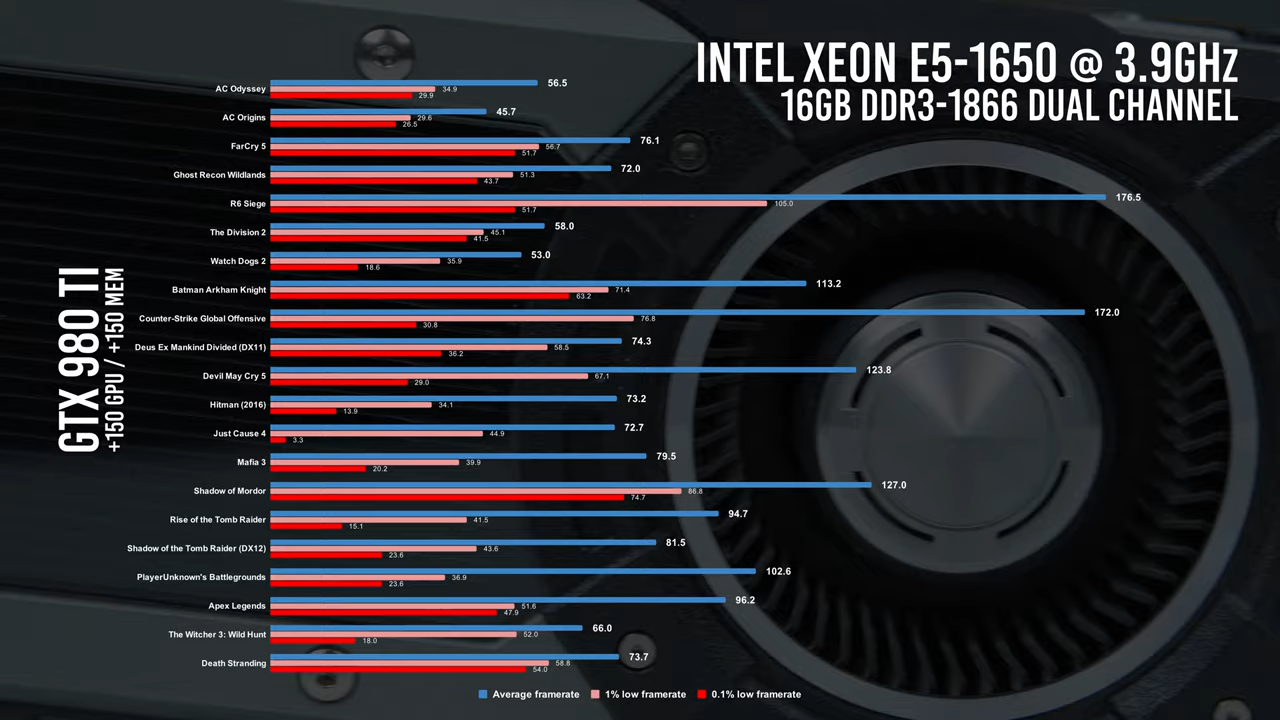 INTEL XEON E5-1650 @ 3.9GHz
16GB DDR3-1866 DUAL CHANNEL
GTX 980 TI
+150 GPU / +150 MEM
AC Odyssey 56.5 34.9 29.9
AC Origins 45.7 29.6 26.5
FarCry 5 76.1 56.7 51.7
Ghost Recon Wildlands 72.0 51.3 43.7
R6 Siege 176.5 105.0 51.7
The Division 2 58.0 45.1 41.5
Watch Dogs 2 53.0 35.9 18.6
Batman Arkham Knight 113.2 71.4 63.2
Counter-Strike Global Offensive 172.0 76.8 30.8
Deus Ex Mankind Divided (DX11) 74.3 58.5 36.2
Devil May Cry 5 123.8 67.1 29.0
Hitman (2016) 73.2 34.1 13.9
Just Cause 4 72.7 44.9 3.3
Mafia 3 79.5 39.9 20.2
Shadow of Mordor 127.0 86.8 74.7
Rise of the Tomb Raider 94.7 41.5 15.1
Shadow of the Tomb Raider (DX12) 81.5 43.6 23.6
PlayerUnknown's Battlegrounds 102.6 36.9 23.6
Apex Legends 96.2 51.6 47.9
The Witcher 3: Wild Hunt 66.0 52.0 18.0
Death Stranding 73.7 58.8 54.0
Average framerate 1% low framerate 0.1% low framerate